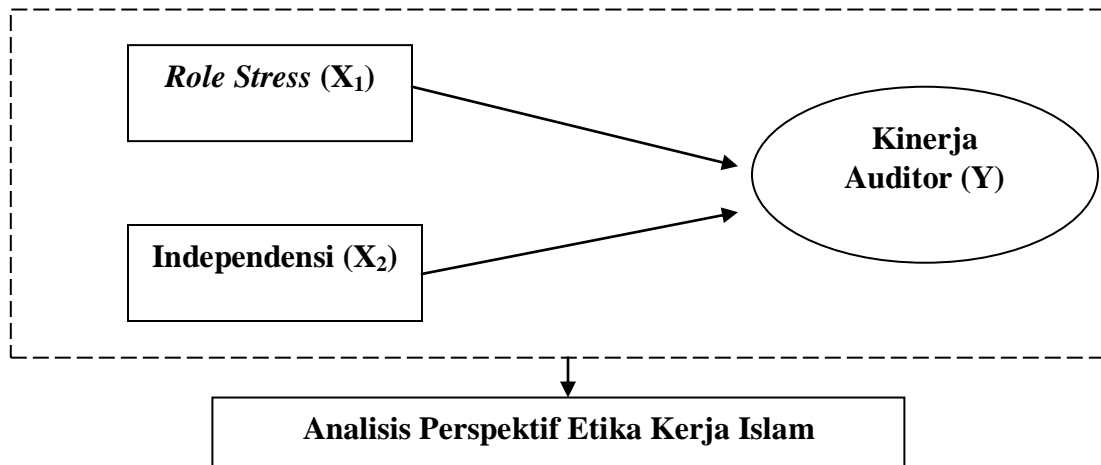 Role Stress (X₁)
Kinerja
Auditor (Y)
Independensi (X₂)
Analisis Perspektif Etika Kerja Islam